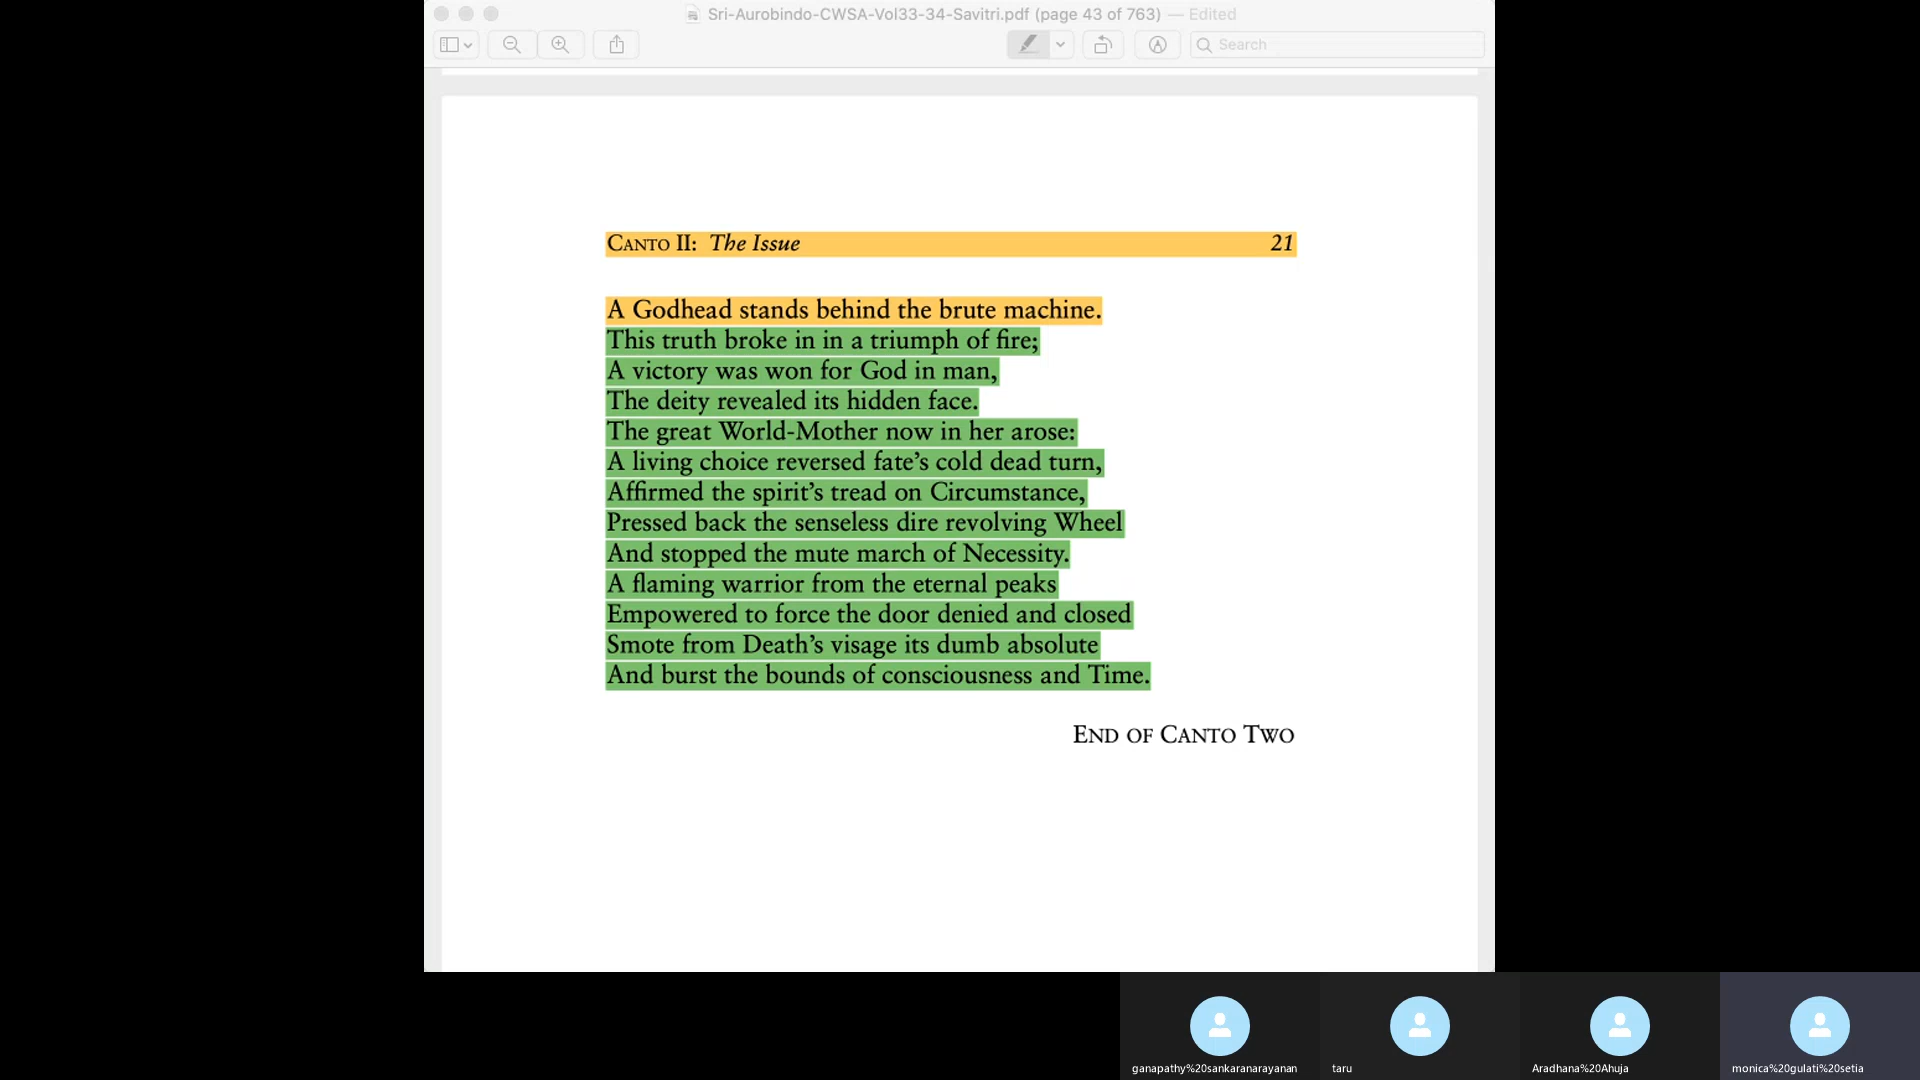 Sri-Aurobindo-CWSA-Vol33-34-Savitri.pdf (page 43 of 763) — Edited
Search
CANTO II: The Issue 21
A Godhead stands behind the brute machine.
This truth broke in in a triumph of fire;
A victory was won for God in man,
The deity revealed its hidden face.
The great World-Mother now in her arose:
A living choice reversed fate’s cold dead turn,
Affirmed the spirit’s tread on Circumstance,
Pressed back the senseless dire revolving Wheel
And stopped the mute march of Necessity.
A flaming warrior from the eternal peaks
Empowered to force the door denied and closed
Smote from Death’s visage its dumb absolute
And burst the bounds of consciousness and Time.
END OF CANTO TWO
ganapathy%20sankaranarayanan
taru
Aradhana%20Ahuja
monica%20gulati%20setia